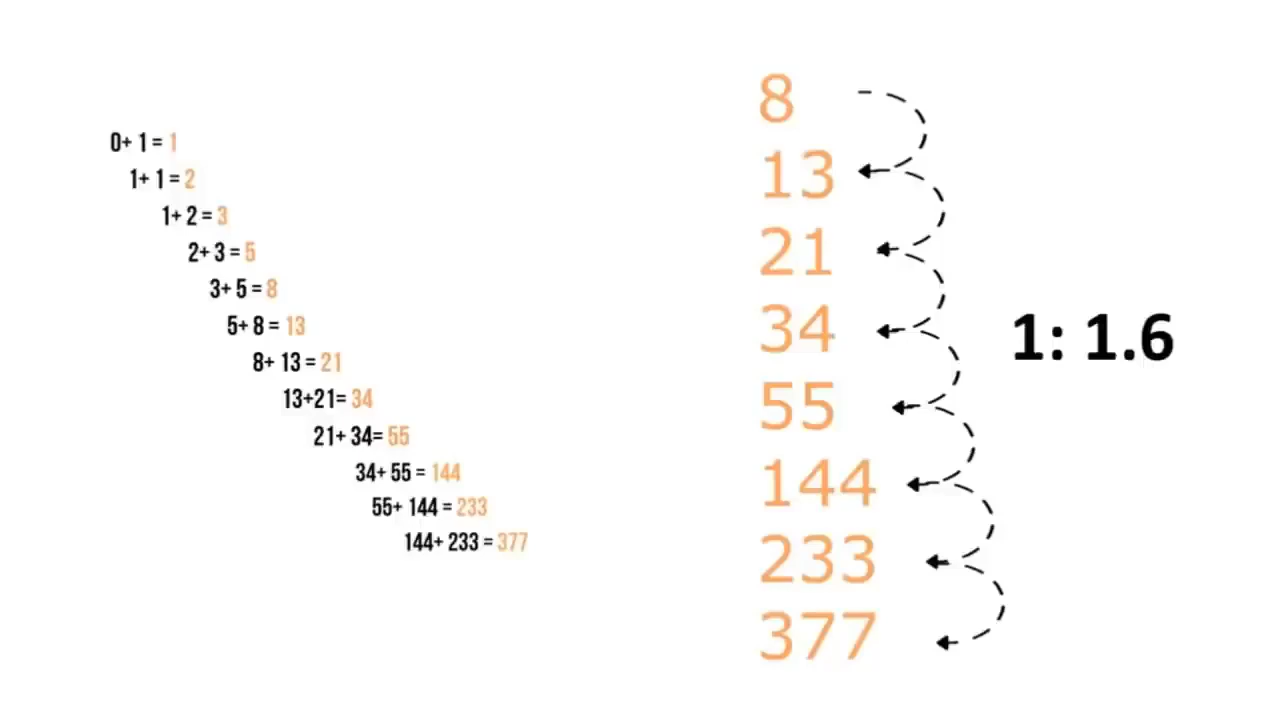 0+ 1 = 1
1+ 1 = 2
1+ 2 = 3
2+ 3 = 5
3+ 5 = 8
5+ 8 = 13
8+ 13 = 21
13+21= 34
21+ 34= 55
34+ 55 = 144
55+ 144 = 233
144+ 233 = 377
8
13
21
34
55
144
233
377
1: 1.6